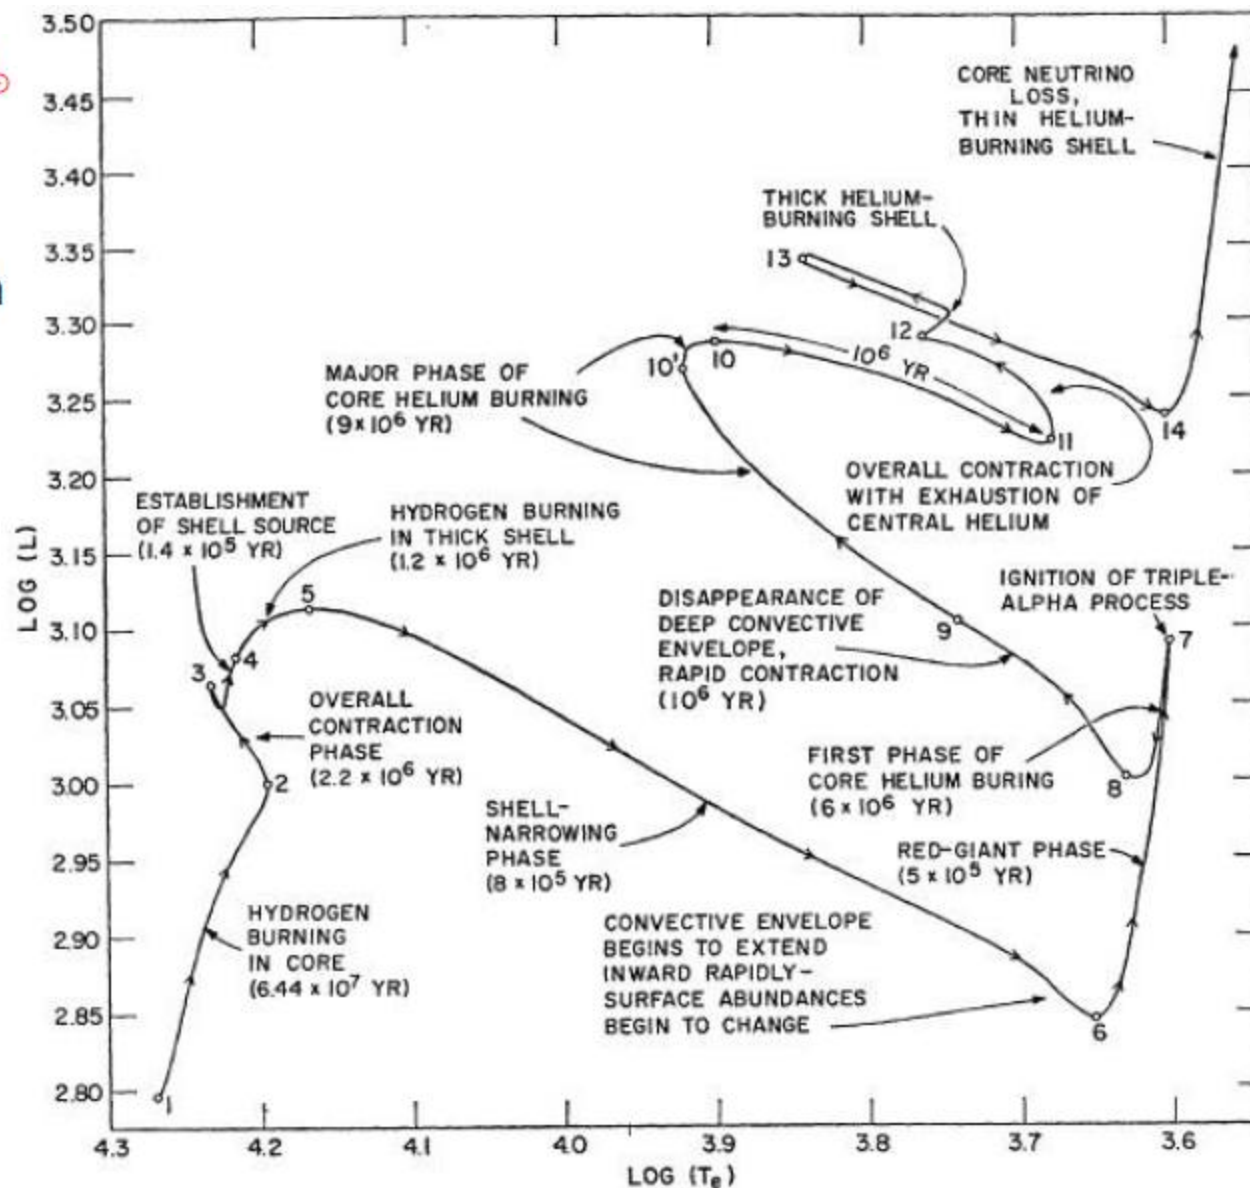 3.50
3.45
3.40
3.35
3.30
3.25
3.20
3.15
3.10
3.05
3.00
2.95
2.90
2.85
2.80
LOG (L)
CORE NEUTRINO
LOSS,
THIN HELIUM-
BURNING SHELL
THICK HELIUM-
BURNING SHELL
13
12
10'
10
10⁶ YR
11
14
MAJOR PHASE OF
CORE HELIUM BURNING
(9 x 10⁶ YR)
OVERALL CONTRACTION
WITH EXHAUSTION OF
CENTRAL HELIUM
ESTABLISHMENT
OF SHELL SOURCE
(1.4 x 10⁵ YR)
HYDROGEN BURNING
IN THICK SHELL
(1.2 x 10⁶ YR)
5
4
3
IGNITION OF TRIPLE-
ALPHA PROCESS
7
DISAPPEARANCE OF
DEEP CONVECTIVE
ENVELOPE,
RAPID CONTRACTION
(10⁶ YR)
9
OVERALL
CONTRACTION
PHASE
(2.2 x 10⁶ YR)
2
FIRST PHASE OF
CORE HELIUM BURING
(6 x 10⁶ YR)
8
SHELL-
NARROWING
PHASE
(8 x 10⁵ YR)
RED-GIANT PHASE
(5 x 10⁵ YR)
HYDROGEN
BURNING
IN CORE
(6.44 x 10⁷ YR)
CONVECTIVE ENVELOPE
BEGINS TO EXTEND
INWARD RAPIDLY-
SURFACE ABUNDANCES
BEGIN TO CHANGE
6
1
4.3 4.2 4.1 4.0 3.9 3.8 3.7 3.6
LOG (Te)